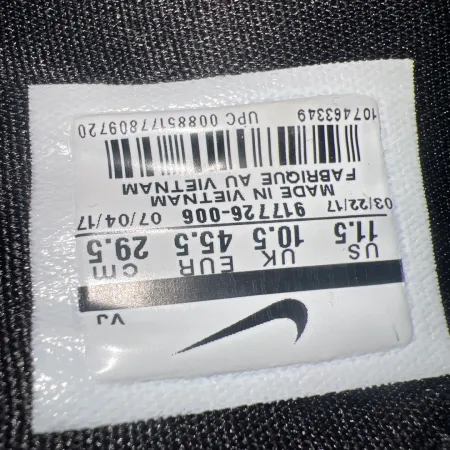 VJ
US UK EUR cm
11.5 10.5 45.5 29.5
03/22/17 917726-006 07/04/17
MADE IN VIETNAM
FABRIQUE AU VIETNAM
107463349 UPC 00885177809720